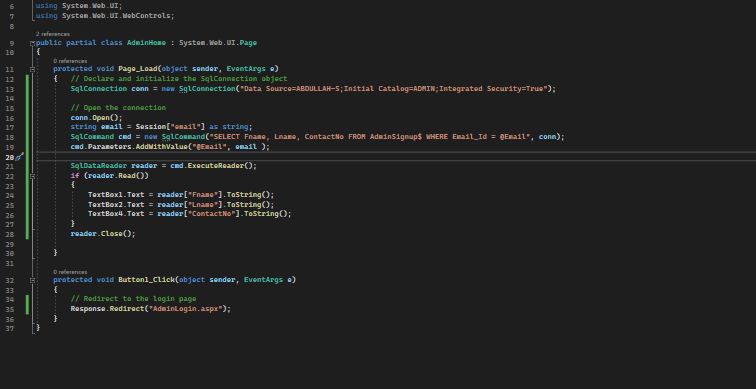 6 using System.Web.UI;
7 using System.Web.UI.WebControls;
8
2 references
9 public partial class AdminHome : System.Web.UI.Page
10 {
0 references
11 protected void Page_Load(object sender, EventArgs e)
12 { // Declare and initialize the SqlConnection object
13 SqlConnection conn = new SqlConnection("Data Source=ABDULLAH-S;Initial Catalog=ADMIN;Integrated Security=True");
14
15 // Open the connection
16 conn.Open();
17 string email = Session["email"] as string;
18 SqlCommand cmd = new SqlCommand("SELECT Fname, Lname, ContactNo FROM AdminSignup$ WHERE Email_Id = @Email", conn);
19 cmd.Parameters.AddWithValue("@Email", email );
20
21 SqlDataReader reader = cmd.ExecuteReader();
22 if (reader.Read())
23 {
24 TextBox1.Text = reader["Fname"].ToString();
25 TextBox2.Text = reader["Lname"].ToString();
26 TextBox4.Text = reader["ContactNo"].ToString();
27 }
28 reader.Close();
29
30 }
31
0 references
32 protected void Button1_Click(object sender, EventArgs e)
33 {
34 // Redirect to the login page
35 Response.Redirect("AdminLogin.aspx");
36 }
37 }